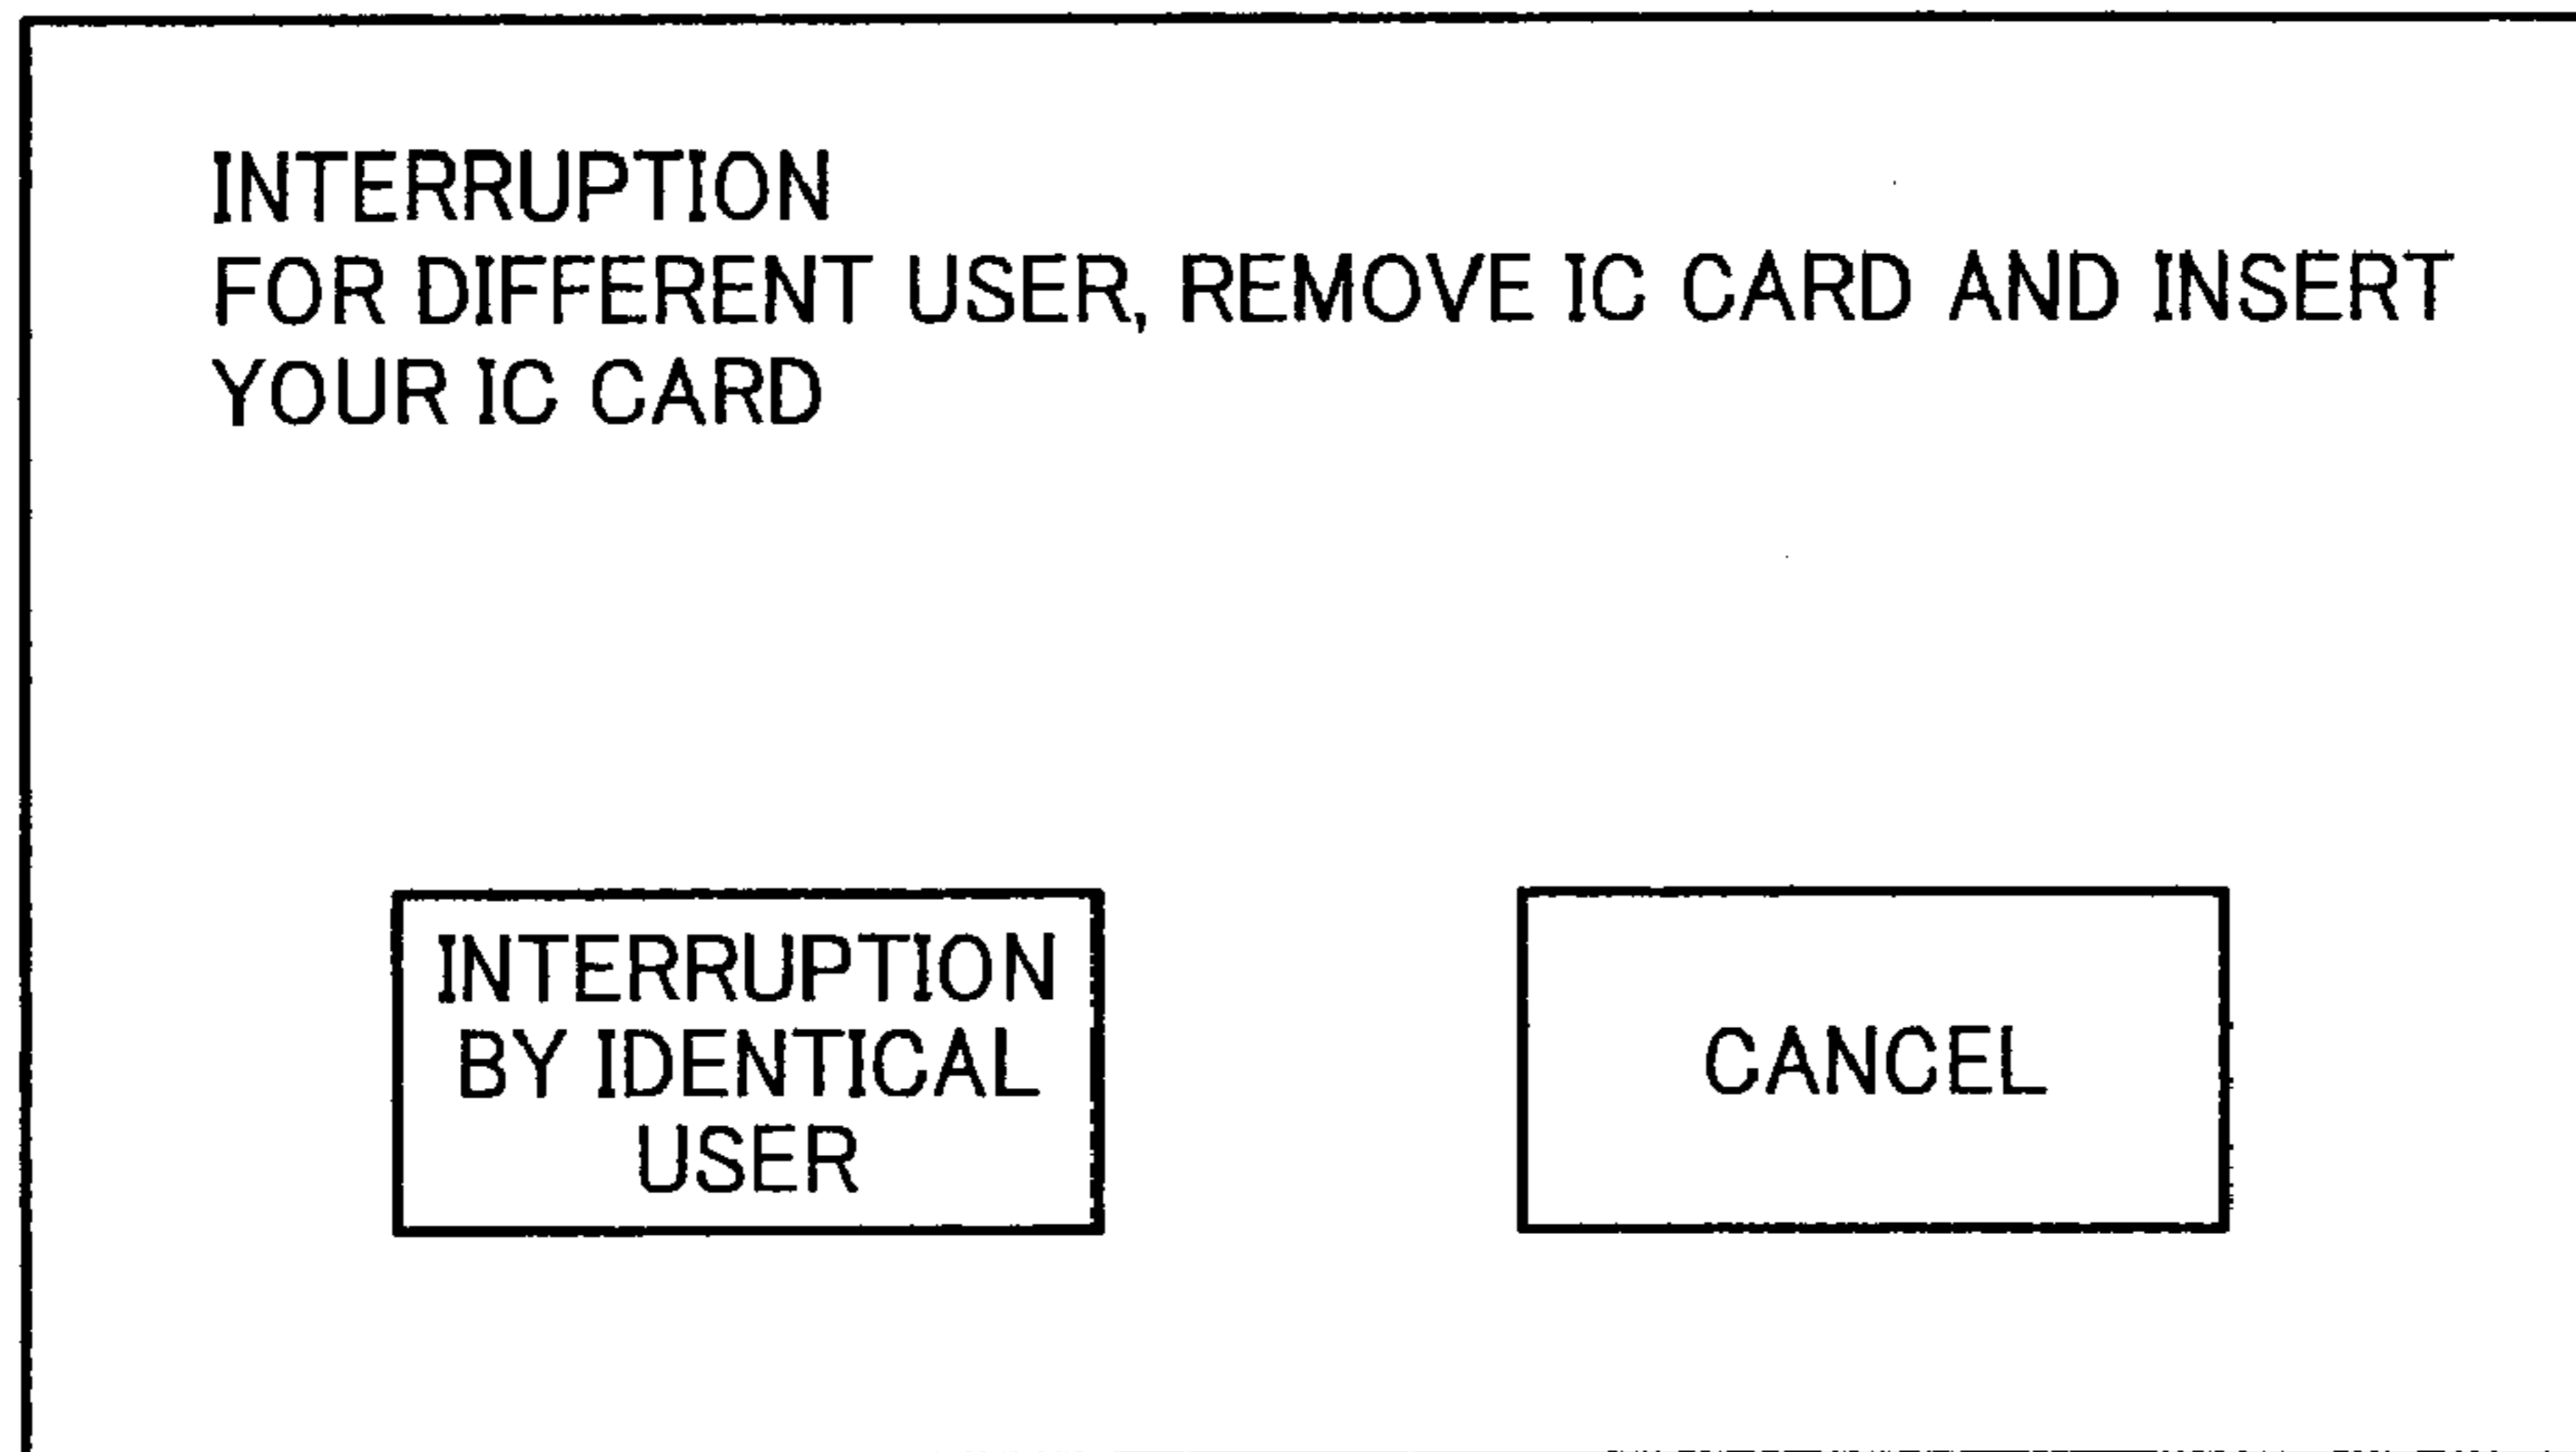 INTERRUPTION
FOR DIFFERENT USER, REMOVE IC CARD AND INSERT
YOUR IC CARD
INTERRUPTION
BY IDENTICAL
USER
CANCEL